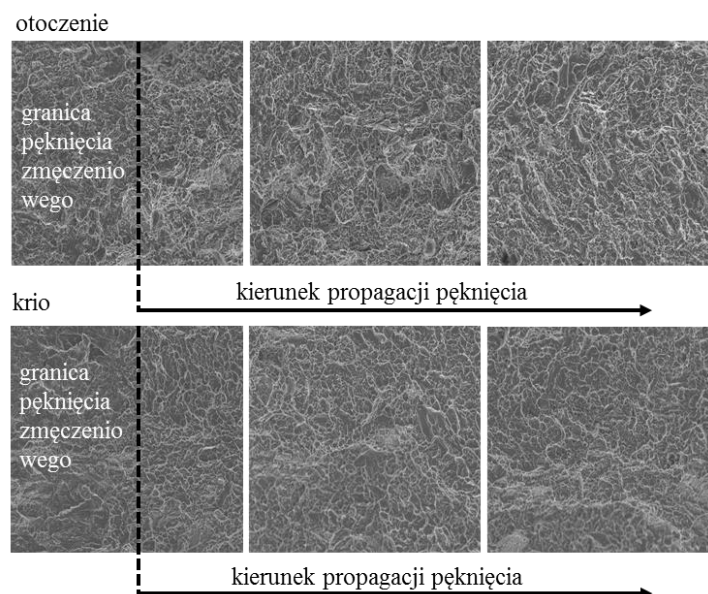 otoczenie
granica
pęknięcia
zmęczenio
wego
kierunek propagacji pęknięcia
krio
granica
pęknięcia
zmęczenio
wego
kierunek propagacji pęknięcia